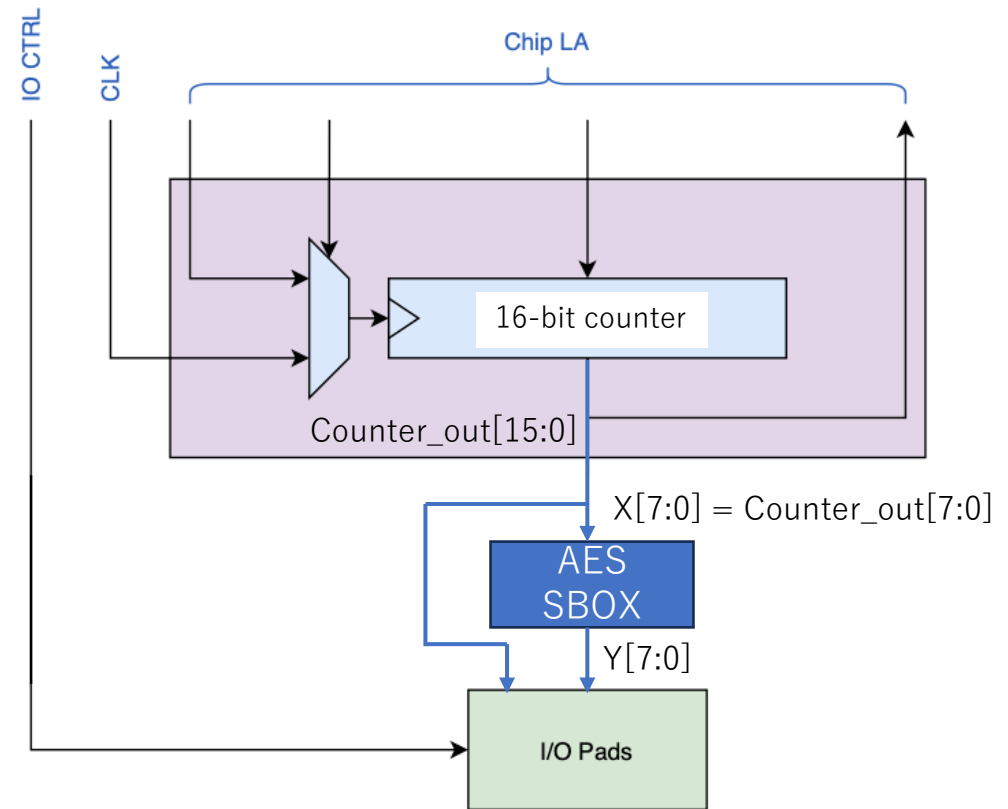 IO CTRL
CLK
Chip LA
16-bit counter
Counter_out[15:0]
X[7:0] = Counter_out[7:0]
AES
SBOX
Y[7:0]
I/O Pads